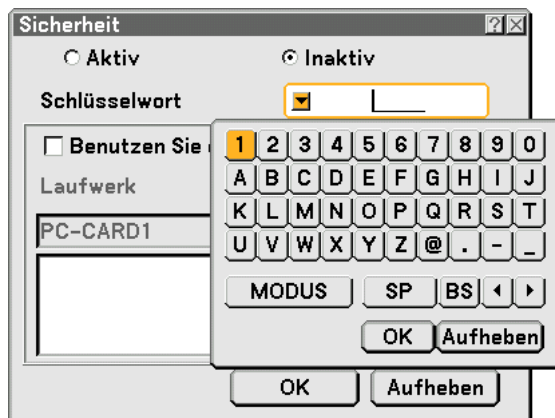 Sicherheit
Aktiv Inaktiv
Schlüsselwort
Benutzen Sie
Laufwerk
PC-CARD1
1 2 3 4 5 6 7 8 9 0
A B C D E F G H I J
K L M N O P Q R S T
U V W X Y Z @ . - _
MODUS SP BS
OK Aufheben
OK Aufheben